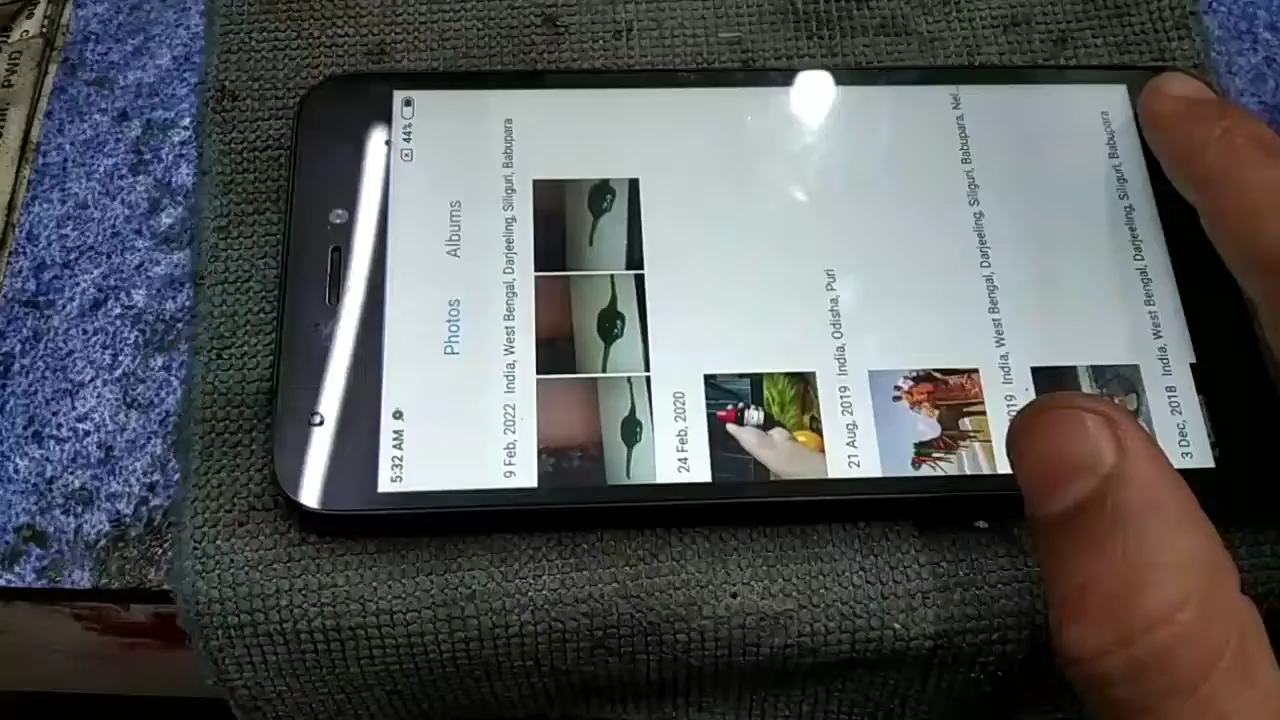 5:32 AM
44%
Photos Albums
9 Feb, 2022 India, West Bengal, Darjeeling, Siliguri, Babupara
24 Feb, 2020
21 Aug, 2019 India, Odisha, Puri
019 India, West Bengal, Darjeeling, Siliguri, Babupara, Nel...
3 Dec, 2018 India, West Bengal, Darjeeling, Siliguri, Babupara
PWD